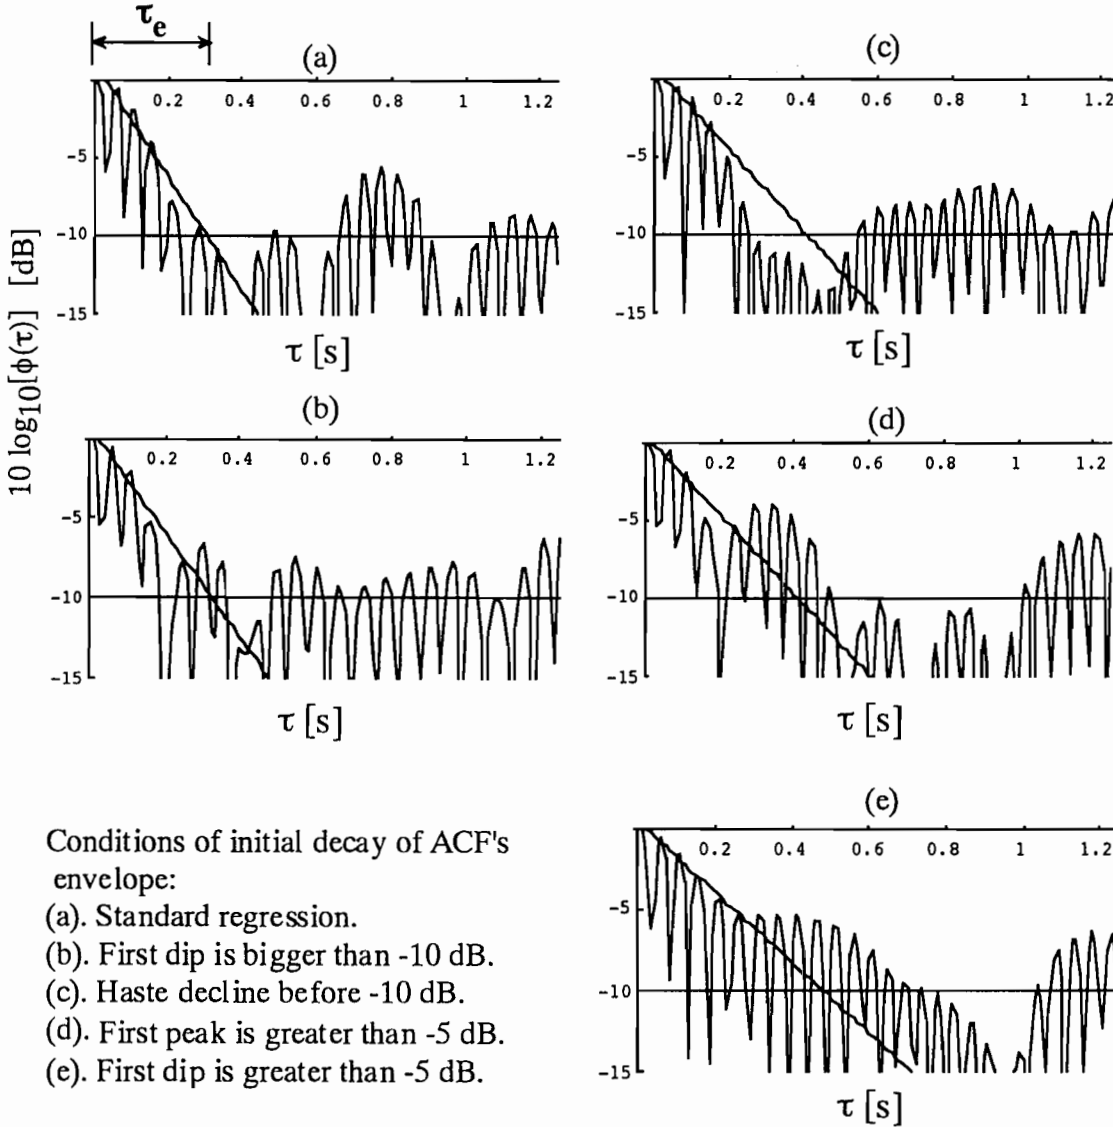 τe
(a)
0.2 0.4 0.6 0.8 1 1.2
-5
-10
-15
τ [s]
(c)
0.2 0.4 0.6 0.8 1 1.2
-5
-10
-15
τ [s]
10 log10[ϕ(τ)] [dB]
(b)
0.2 0.4 0.6 0.8 1 1.2
-5
-10
-15
τ [s]
(d)
0.2 0.4 0.6 0.8 1 1.2
-5
-10
-15
τ [s]
(e)
0.2 0.4 0.6 0.8 1 1.2
-5
-10
-15
τ [s]
Conditions of initial decay of ACF's
envelope:
(a). Standard regression.
(b). First dip is bigger than -10 dB.
(c). Haste decline before -10 dB.
(d). First peak is greater than -5 dB.
(e). First dip is greater than -5 dB.